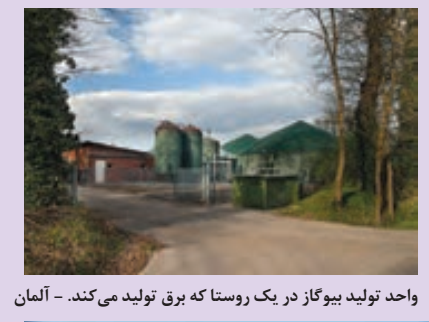 واحد تولید بیوگاز در یک روستا که برق تولید می‌کند. - آلمان